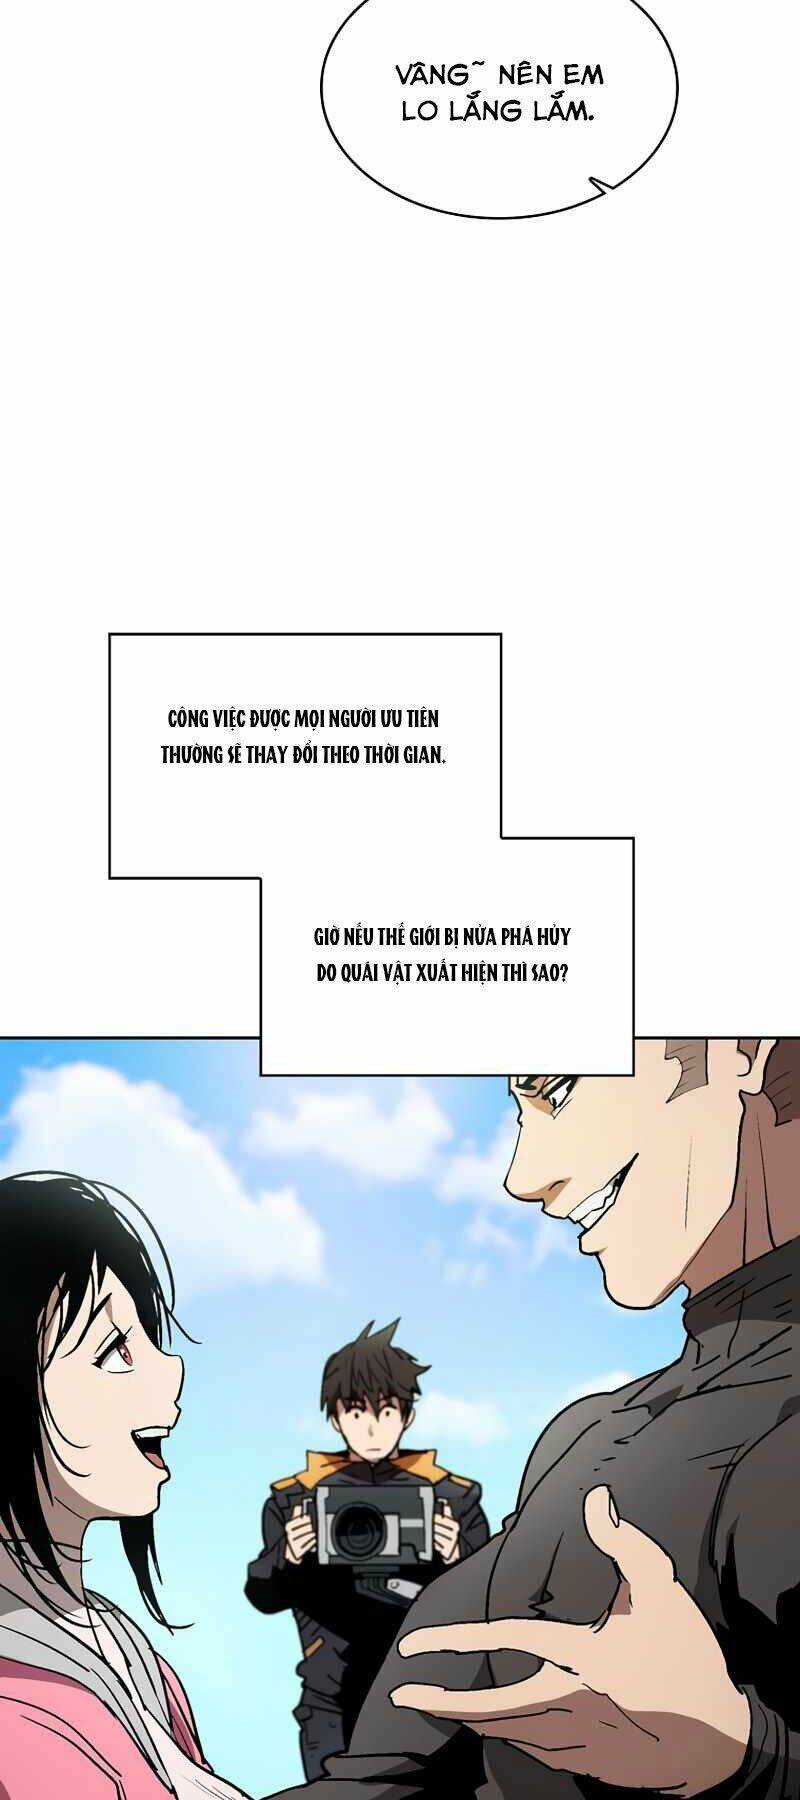 VÂNG~ NÊN EM
LO LẮNG LẮM.
CÔNG VIỆC ĐƯỢC MỌI NGƯỜI ƯU TIÊN
THƯỜNG SẼ THAY ĐỔI THEO THỜI GIAN.
GIỜ NẾU THẾ GIỚI BỊ NỬA PHÁ HỦY
DO QUÁI VẬT XUẤT HIỆN THÌ SAO?